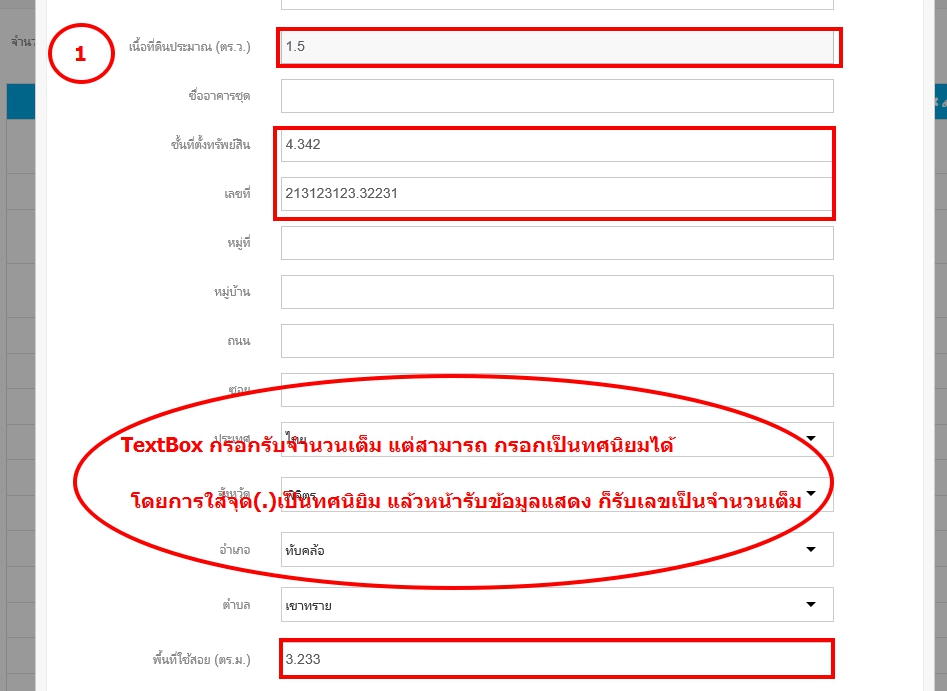 จำนว
1
เนื้อที่ดินประมาณ (ตร.ว.) 1.5
ชื่ออาคารชุด
ชั้นที่ตั้งทรัพย์สิน 4.342
เลขที่ 213123123.32231
หมู่ที่
หมู่บ้าน
ถนน
ซอย
ประเทศ ไทย
TextBox กรอกรับจำนวนเต็ม แต่สามารถ กรอกเป็นทศนิยมได้
จังหวัด พิจิตร
โดยการใส่จุด(.)เป็นทศนิยิม แล้วหน้ารับข้อมูลแสดง ก็รับเลขเป็นจำนวนเต็ม
อำเภอ ทับคล้อ
ตำบล เขาทราย
พื้นที่ใช้สอย (ตร.ม.) 3.233